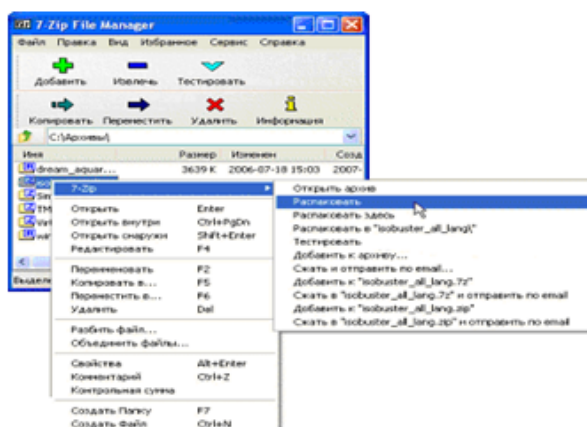 7-Zip File Manager
Файл Правка Вид Избранное Сервис Справка
Добавить Извлечь Тестировать
Копировать Переместить Удалить Информация
C:\Архивы\
Имя Размер Изменен Созд
dream_aquar... 3639 K 2006-07-18 15:03 2007-
7-Zip
Открыть Enter
Открыть внутри Ctrl+PgDn
Открыть снаружи Shift+Enter
Редактировать F4
Переименовать F2
Копировать в... F5
Переместить в... F6
Удалить Del
Разбить файл...
Объединить файлы...
Свойства Alt+Enter
Комментарий Ctrl+Z
Контрольная сумма
Создать Папку F7
Создать Файл Ctrl+N
Открыть архив
Распаковать
Распаковать здесь
Распаковать в "isobuster_all_lang\"
Тестировать
Добавить к архиву...
Сжать и отправить по email...
Добавить к "isobuster_all_lang.7z"
Сжать в "isobuster_all_lang.7z" и отправить по email
Добавить к "isobuster_all_lang.zip"
Сжать в "isobuster_all_lang.zip" и отправить по email